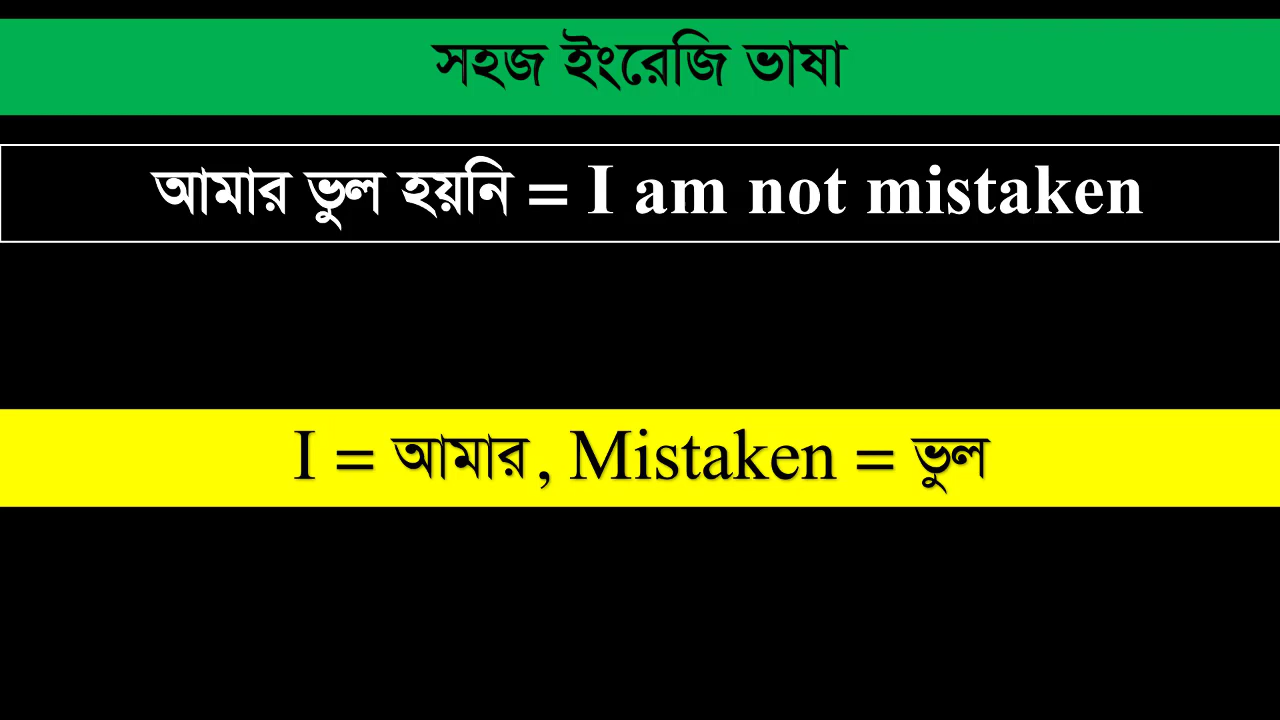 সহজ ইংরেজি ভাষা
আমার ভুল হয়নি = I am not mistaken
I = আমার, Mistaken = ভুল